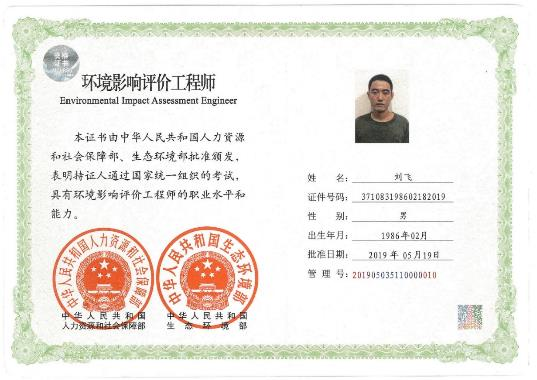 环境影响评价工程师
Environmental Impact Assessment Engineer
本证书由中华人民共和国人力资源
和社会保障部、生态环境部批准颁发，
表明持证人通过国家统一组织的考试，
具有环境影响评价工程师的职业水平和
能力。
中华人民共和国人力资源和社会保障部
中华人民共和国生态环境部
中华人民共和国
人力资源和社会保障部
中华人民共和国
生态环境部
姓名：刘飞
证件号码：371083198602182019
性别：男
出生年月：1986年02月
批准日期：2019年05月19日
管理号：201905035110000010